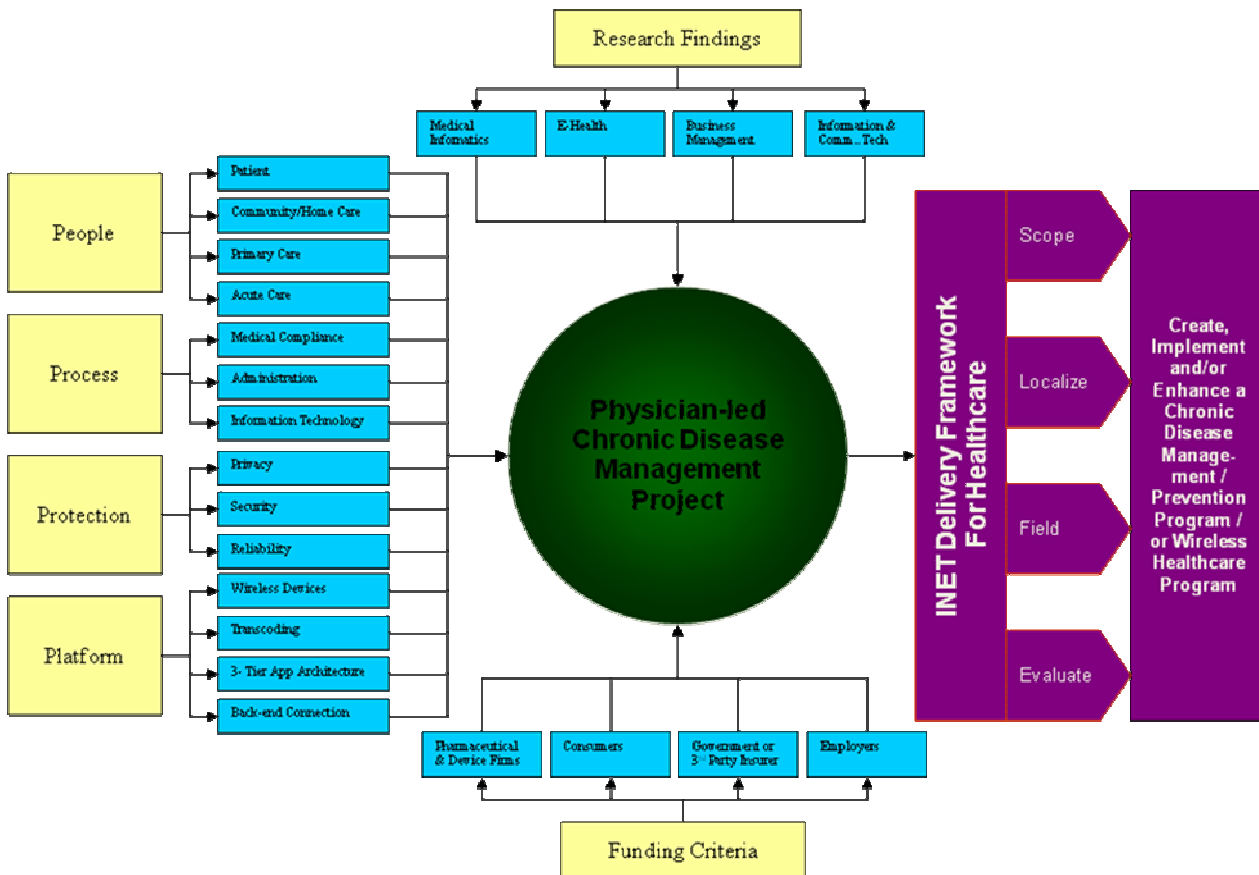 Research Findings
Medical
Informatics
E-Health
Business
Management
Information &
Comm...Tech
People
Patient
Community/Home Care
Primary Care
Acute Care
Process
Medical Compliance
Administration
Information Technology
Protection
Privacy
Security
Reliability
Platform
Wireless Devices
Transcoding
3- Tier App Architecture
Back-end Connection
Physician-led
Chronic Disease
Management
Project
Pharmaceutical
& Device Firms
Consumers
Government or
3rd Party Insurer
Employers
Funding Criteria
INET Delivery Framework
For Healthcare
Scope
Localize
Field
Evaluate
Create,
Implement
and/or
Enhance a
Chronic
Disease
Manage-
ment /
Prevention
Program /
or Wireless
Healthcare
Program